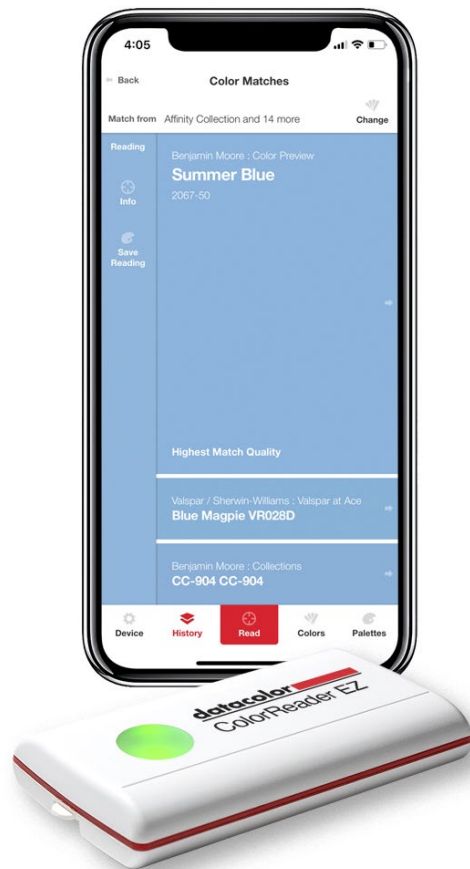 4:05
Back
Color Matches
Match from
Affinity Collection and 14 more
Change
Reading
Info
Save
Reading
Benjamin Moore : Color Preview
Summer Blue
2067-50
Highest Match Quality
Valspar / Sherwin-Williams : Valspar at Ace
Blue Magpie VR028D
Benjamin Moore : Collections
CC-904 CC-904
Device
History
Read
Colors
Palettes
datacolor
ColorReader EZ